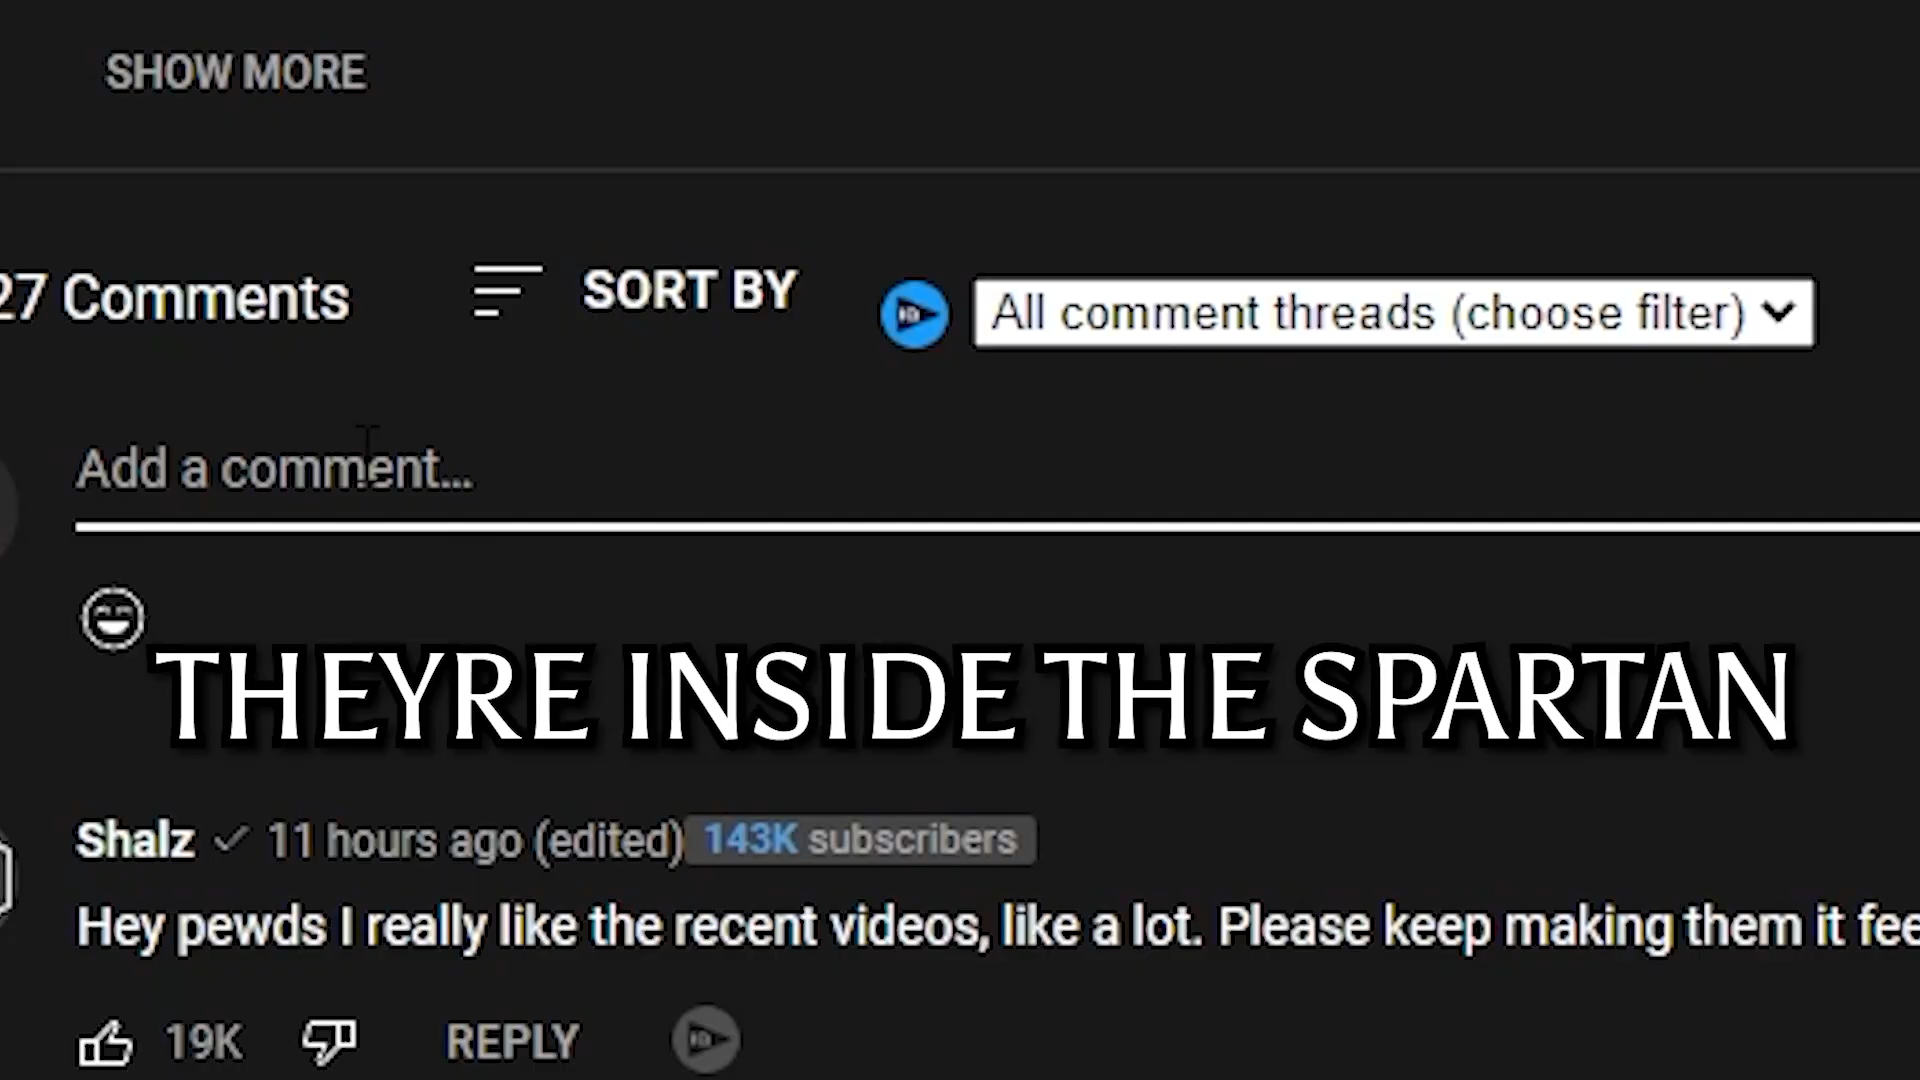 SHOW MORE
27 Comments SORT BY All comment threads (choose filter)
Add a comment...
THEYRE INSIDE THE SPARTAN
Shalz 11 hours ago (edited) 143K subscribers
Hey pewds I really like the recent videos, like a lot. Please keep making them it fee
19K REPLY